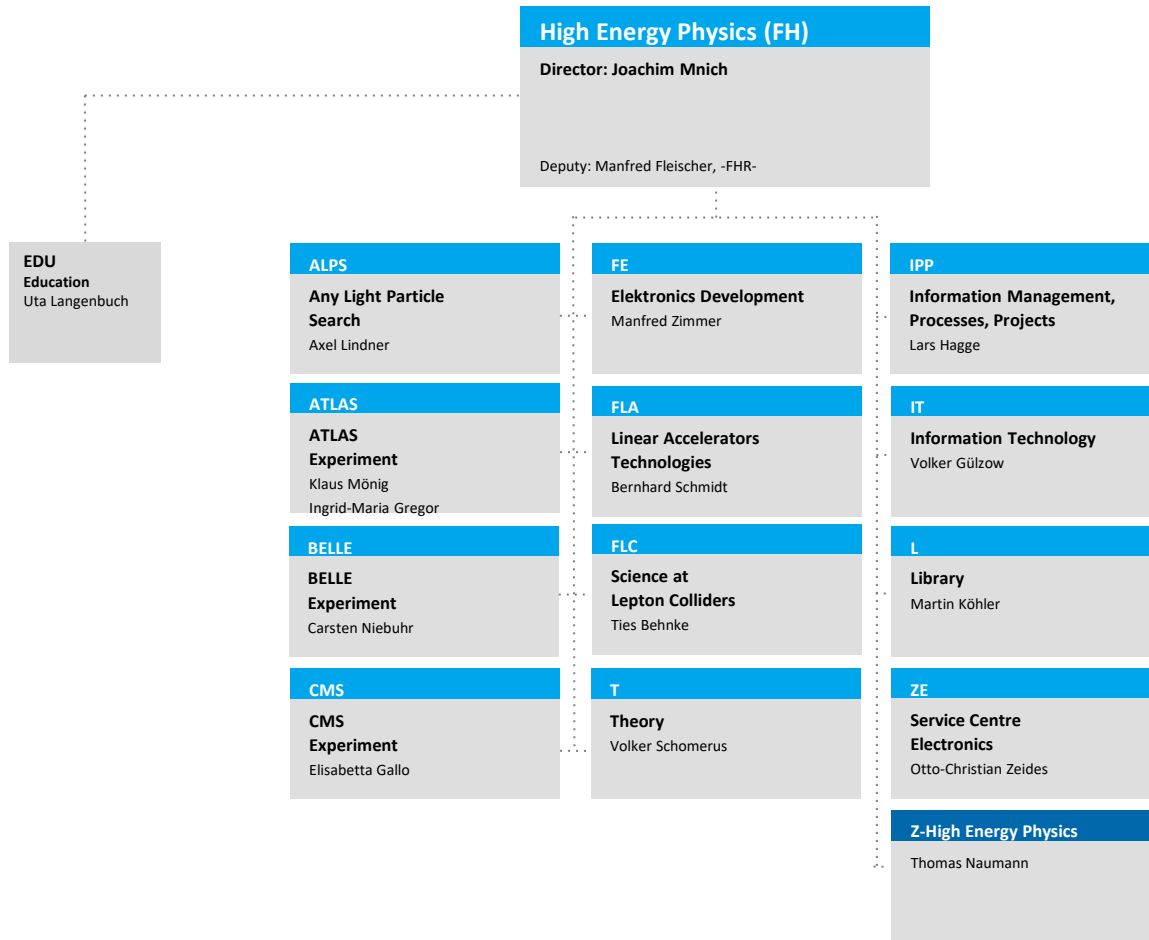 High Energy Physics (FH)
Director: Joachim Mnich
Deputy: Manfred Fleischer, -FHR-
EDU
Education
Uta Langenbuch
ALPS
Any Light Particle
Search
Axel Lindner
FE
Elektronics Development
Manfred Zimmer
IPP
Information Management,
Processes, Projects
Lars Hagge
ATLAS
ATLAS
Experiment
Klaus Mönig
Ingrid-Maria Gregor
FLA
Linear Accelerators
Technologies
Bernhard Schmidt
IT
Information Technology
Volker Gülzow
BELLE
BELLE
Experiment
Carsten Niebuhr
FLC
Science at
Lepton Colliders
Ties Behnke
L
Library
Martin Köhler
CMS
CMS
Experiment
Elisabetta Gallo
T
Theory
Volker Schomerus
ZE
Service Centre
Electronics
Otto-Christian Zeides
Z-High Energy Physics
Thomas Naumann